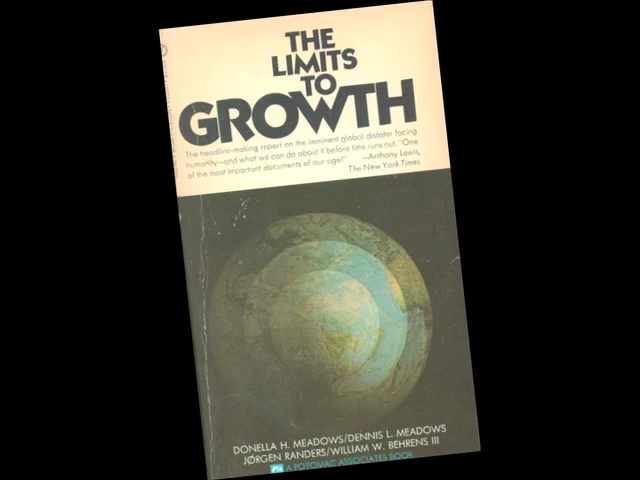 THE
LIMITS
TO
GROWTH
The headline-making report on the imminent global disaster facing
humanity—and what we can do about it before time runs out. "One
of the most important documents of our age!" —Anthony Lewis,
The New York Times
DONELLA H. MEADOWS/DENNIS L. MEADOWS
JØRGEN RANDERS/WILLIAM W. BEHRENS III
A POTOMAC ASSOCIATES BOOK